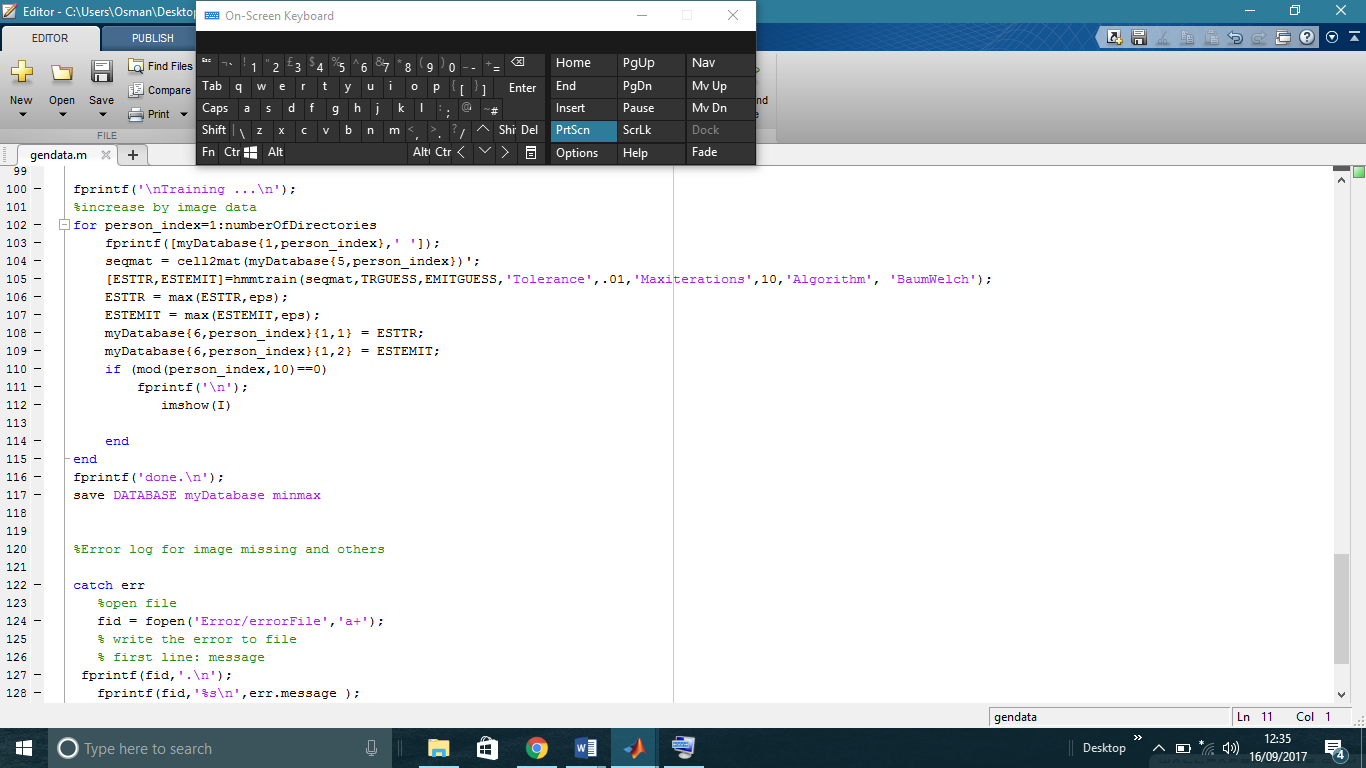 Editor - C:\Users\Osman\Deskto
On-Screen Keyboard
EDITOR
PUBLISH
New
Open
Save
Find Files
Compare
Print
FILE
Esc ¬` !1 "2 £3 $4 %5 ^6 &7 *8 (9 )0 _- +=
Home PgUp Nav
Tab q w e r t y u i o p {[ }] Enter
End PgDn Mv Up
Caps a s d f g h j k l :; @' ~#
Insert Pause Mv Dn
Shift |\ z x c v b n m <, >. ?/ Shi Del
PrtScn ScrLk Dock
Fn Ctr Alt Alt Ctr
Options Help Fade
nd
gendata.m
99
100 fprintf('\nTraining ...\n');
101 %increase by image data
102 for person_index=1:numberOfDirectories
103 fprintf([myDatabase{1,person_index},' ']);
104 seqmat = cell2mat(myDatabase{5,person_index})';
105 [ESTTR,ESTEMIT]=hmmtrain(seqmat,TRGUESS,EMITGUESS,'Tolerance',.01,'Maxiterations',10,'Algorithm', 'BaumWelch');
106 ESTTR = max(ESTTR,eps);
107 ESTEMIT = max(ESTEMIT,eps);
108 myDatabase{6,person_index}{1,1} = ESTTR;
109 myDatabase{6,person_index}{1,2} = ESTEMIT;
110 if (mod(person_index,10)==0)
111 fprintf('\n');
112 imshow(I)
113
114 end
115 end
116 fprintf('done.\n');
117 save DATABASE myDatabase minmax
118
119
120 %Error log for image missing and others
121
122 catch err
123 %open file
124 fid = fopen('Error/errorFile','a+');
125 % write the error to file
126 % first line: message
127 fprintf(fid,'.\n');
128 fprintf(fid,'%s\n',err.message );
gendata
Ln 11 Col 1
Type here to search
Desktop
12:35
16/09/2017
4